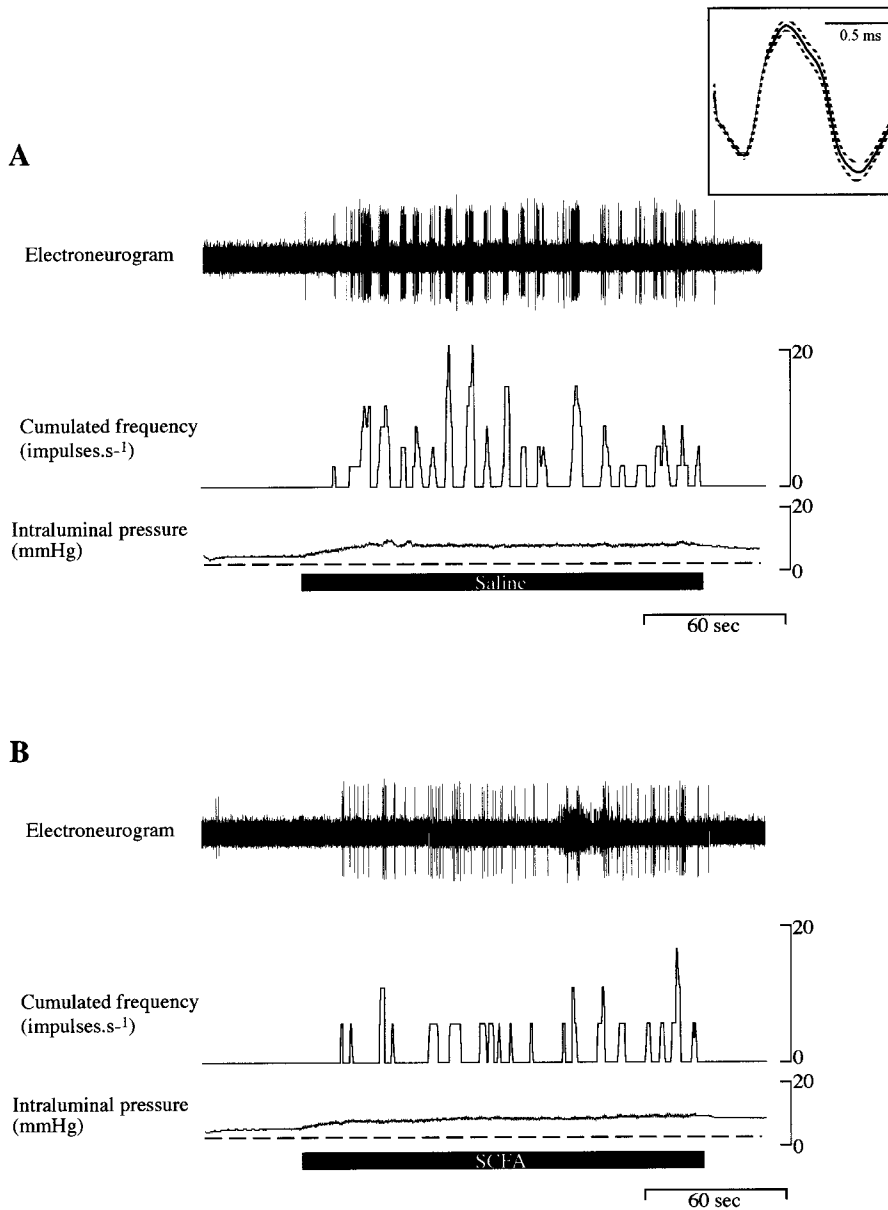 0.5 ms
A
Electroneurogram
20
Cumulated frequency
(impulses.s-1)
0
20
Intraluminal pressure
(mmHg)
0
Saline
60 sec
B
Electroneurogram
20
Cumulated frequency
(impulses.s-1)
0
20
Intraluminal pressure
(mmHg)
0
SCFA
60 sec